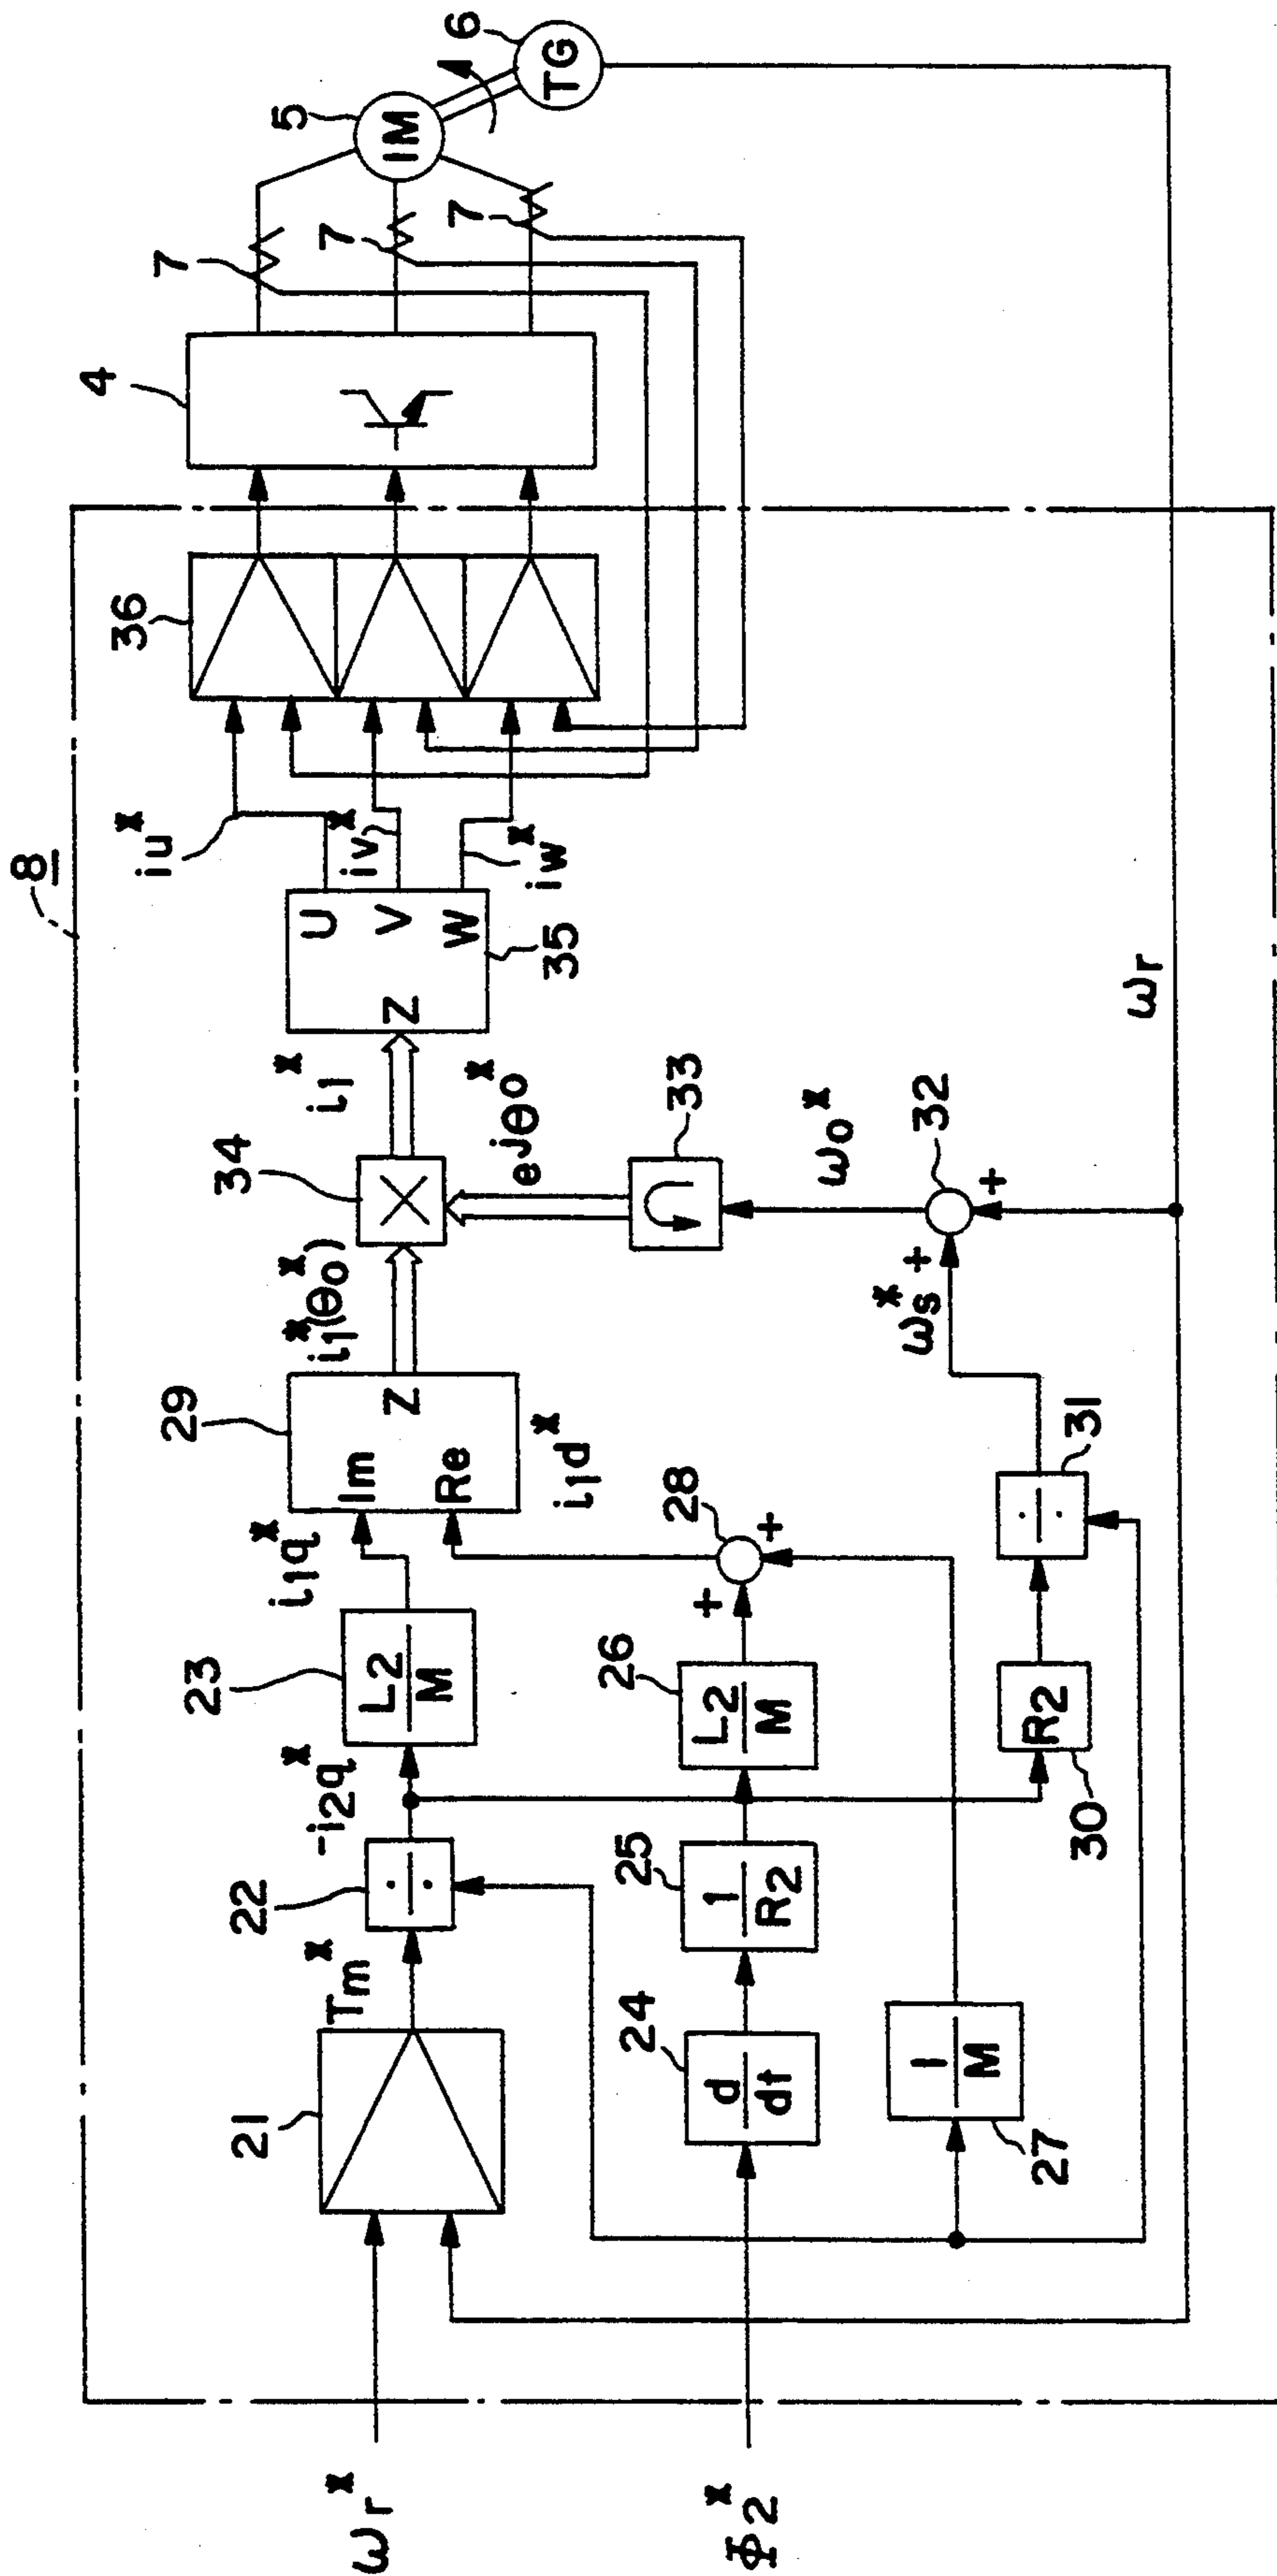 8
ωr*
Φ2*
21
Tm*
22
÷
-i2q*
23
L2
M
i1q*
29
Im
Re
Z
i1d*
i1*(θo*)
34
×
i1*
e^jθo*
35
Z
U
V
W
iu*
iv*
iw*
36
4
7
7
7
5
IM
6
TG
24
d
dt
25
1
R2
26
L2
M
28
+
+
27
1
M
30
R2
31
÷
ωs*
+
+
32
ωo*
33
ωr